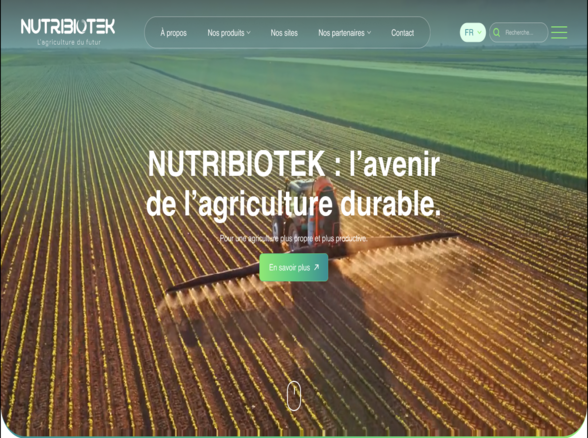 NUTRIBIOTEK
L'agriculture du futur
À propos
Nos produits
Nos sites
Nos partenaires
Contact
FR
Recherche...
NUTRIBIOTEK : l’avenir
de l’agriculture durable.
Pour une agriculture plus propre et plus productive.
En savoir plus